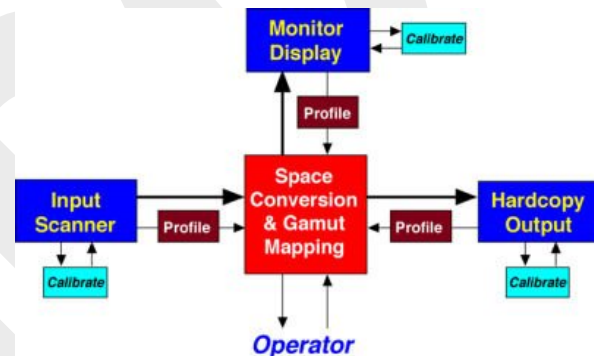 Monitor
Display
Calibrate
Profile
Space
Conversion
& Gamut
Mapping
Input
Scanner
Profile
Calibrate
Profile
Hardcopy
Output
Calibrate
Operator